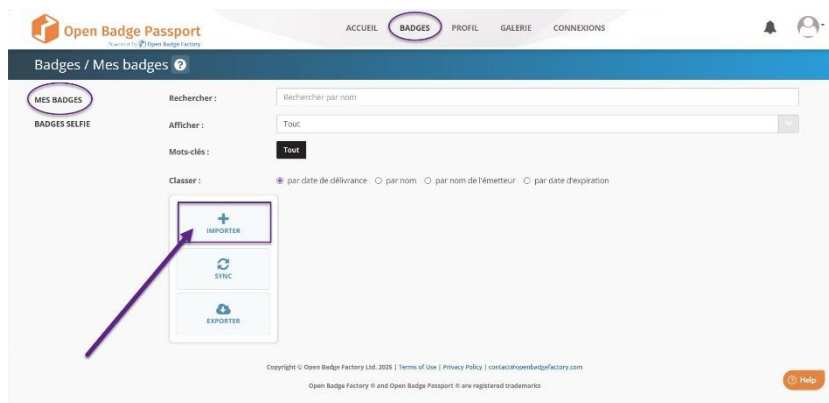 Open Badge Passport
Powered by Open Badge Factory
ACCUEIL BADGES PROFIL GALERIE CONNEXIONS
Badges / Mes badges ?
MES BADGES
BADGES SELFIE
Rechercher :
Rechercher par nom
Afficher :
Tout
Mots-clés :
Tout
Classer :
par date de délivrance par nom par nom de l'émetteur par date d'expiration
IMPORTER
SYNC
EXPORTER
Copyright © Open Badge Factory Ltd. 2025 | Terms of Use | Privacy Policy | contact@openbadgefactory.com
Open Badge Factory ® and Open Badge Passport ® are registered trademarks
? Help